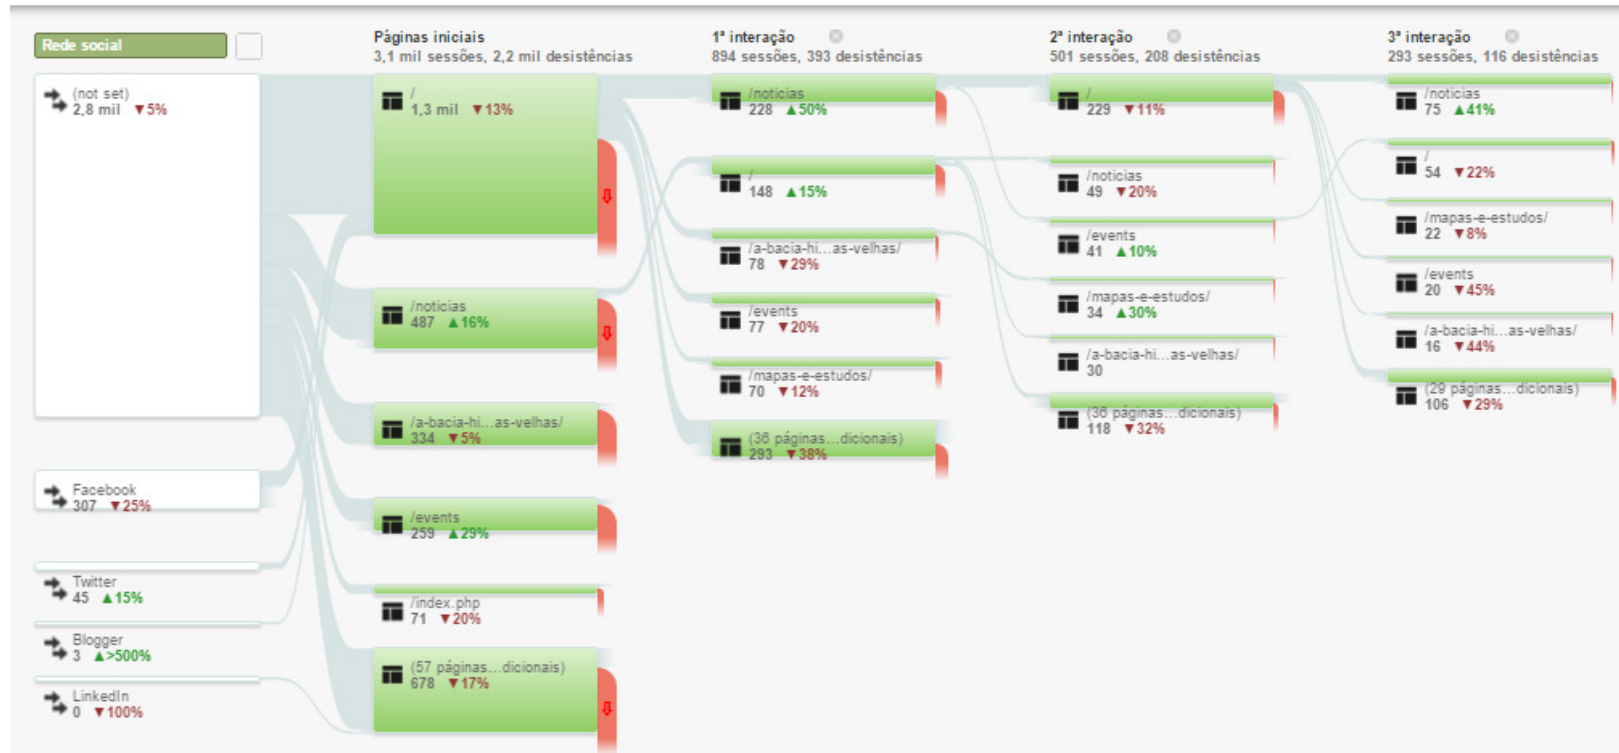 Rede social
(not set)
2,8 mil ▼5%
Facebook
307 ▼25%
Twitter
45 ▲15%
Blogger
3 ▲>500%
LinkedIn
0 ▼100%
Páginas iniciais
3,1 mil sessões, 2,2 mil desistências
/
1,3 mil ▼13%
/noticias
487 ▲16%
/a-bacia-hi...as-velhas/
334 ▼5%
/events
259 ▲29%
/index.php
71 ▼20%
(57 páginas...dicionais)
678 ▼17%
1ª interação
894 sessões, 393 desistências
/noticias
228 ▲50%
/
148 ▲15%
/a-bacia-hi...as-velhas/
78 ▼29%
/events
77 ▼20%
/mapas-e-estudos/
70 ▼12%
(36 páginas...dicionais)
293 ▼38%
2ª interação
501 sessões, 208 desistências
/
229 ▼11%
/noticias
49 ▼20%
/events
41 ▲10%
/mapas-e-estudos/
34 ▲30%
/a-bacia-hi...as-velhas/
30
(36 páginas...dicionais)
118 ▼32%
3ª interação
293 sessões, 116 desistências
/noticias
75 ▲41%
/
54 ▼22%
/mapas-e-estudos/
22 ▼8%
/events
20 ▼45%
/a-bacia-hi...as-velhas/
16 ▼44%
(29 páginas...dicionais)
106 ▼29%